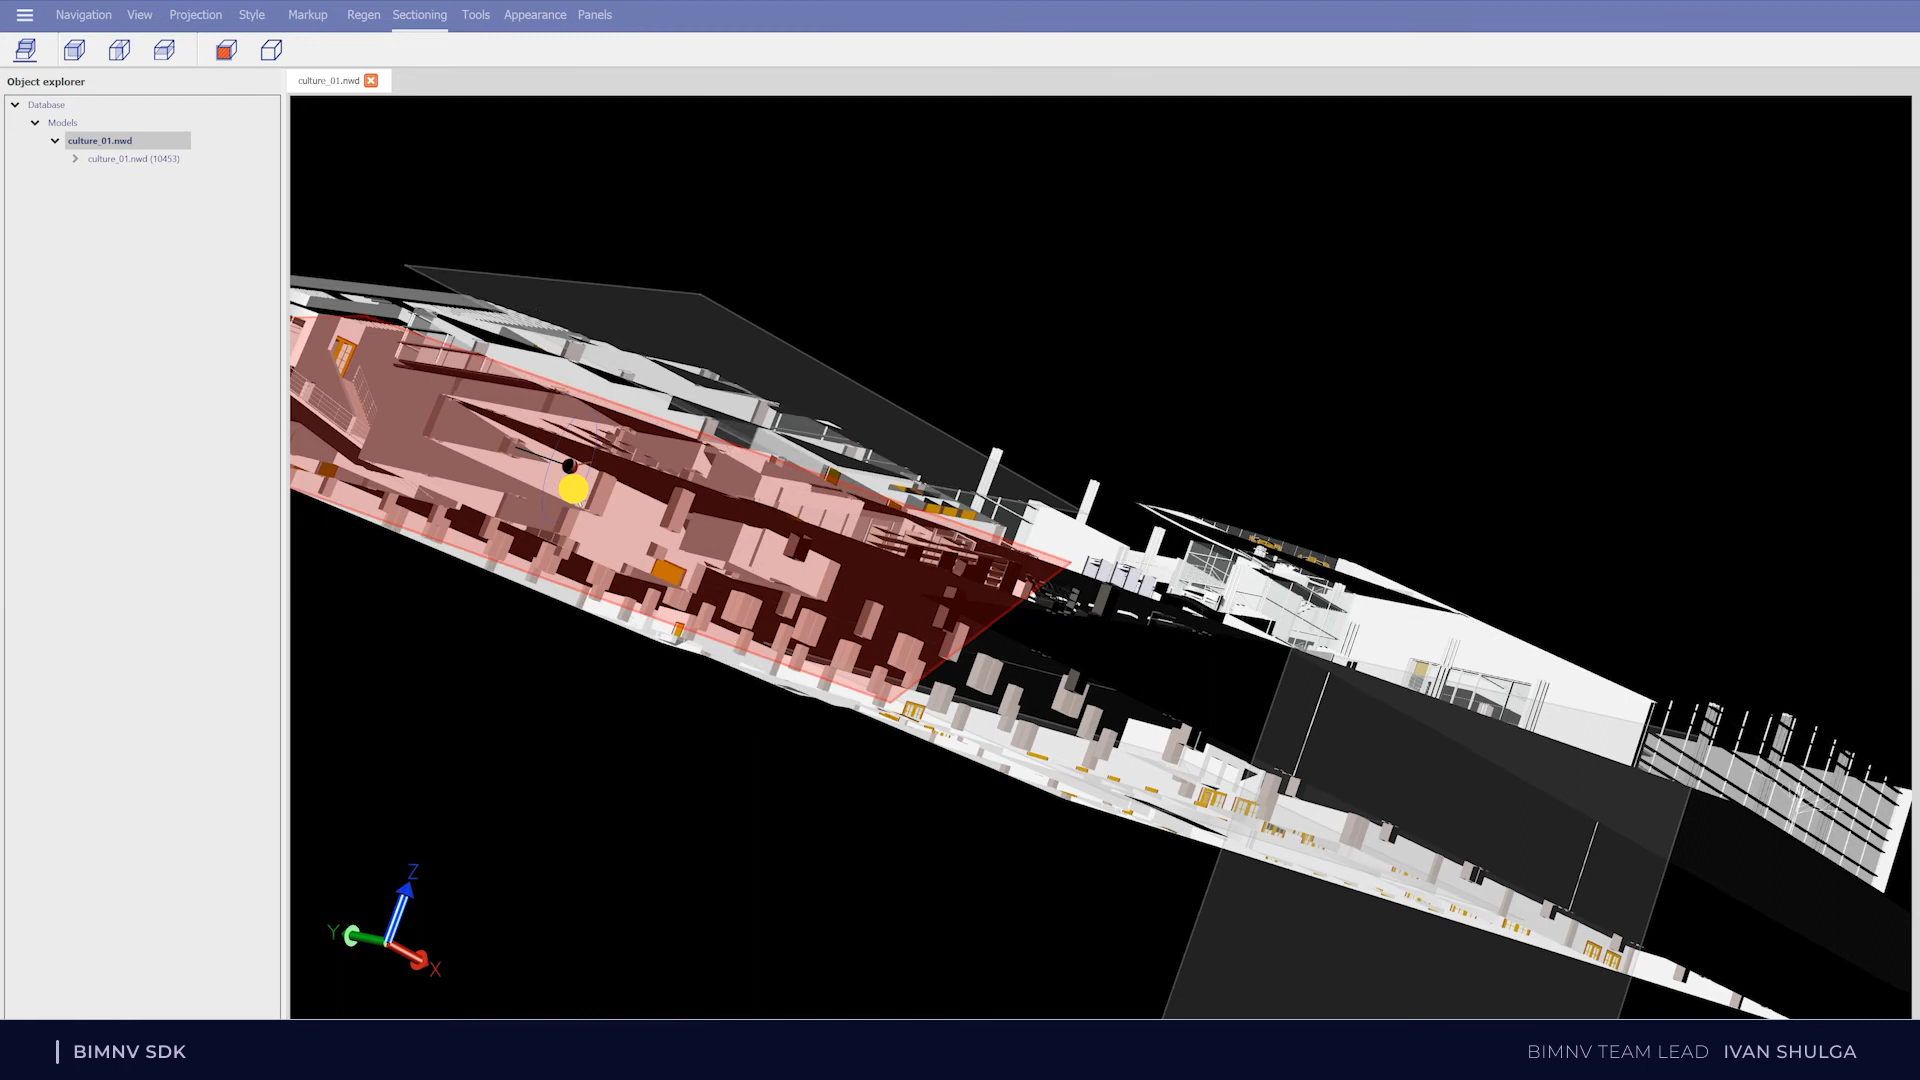 Navigation View Projection Style Markup Regen Sectioning Tools Appearance Panels
Object explorer
culture_01.nwd
Database
Models
culture_01.nwd
culture_01.nwd (10453)
Z
Y
X
BIMNV SDK
BIMNV TEAM LEAD IVAN SHULGA